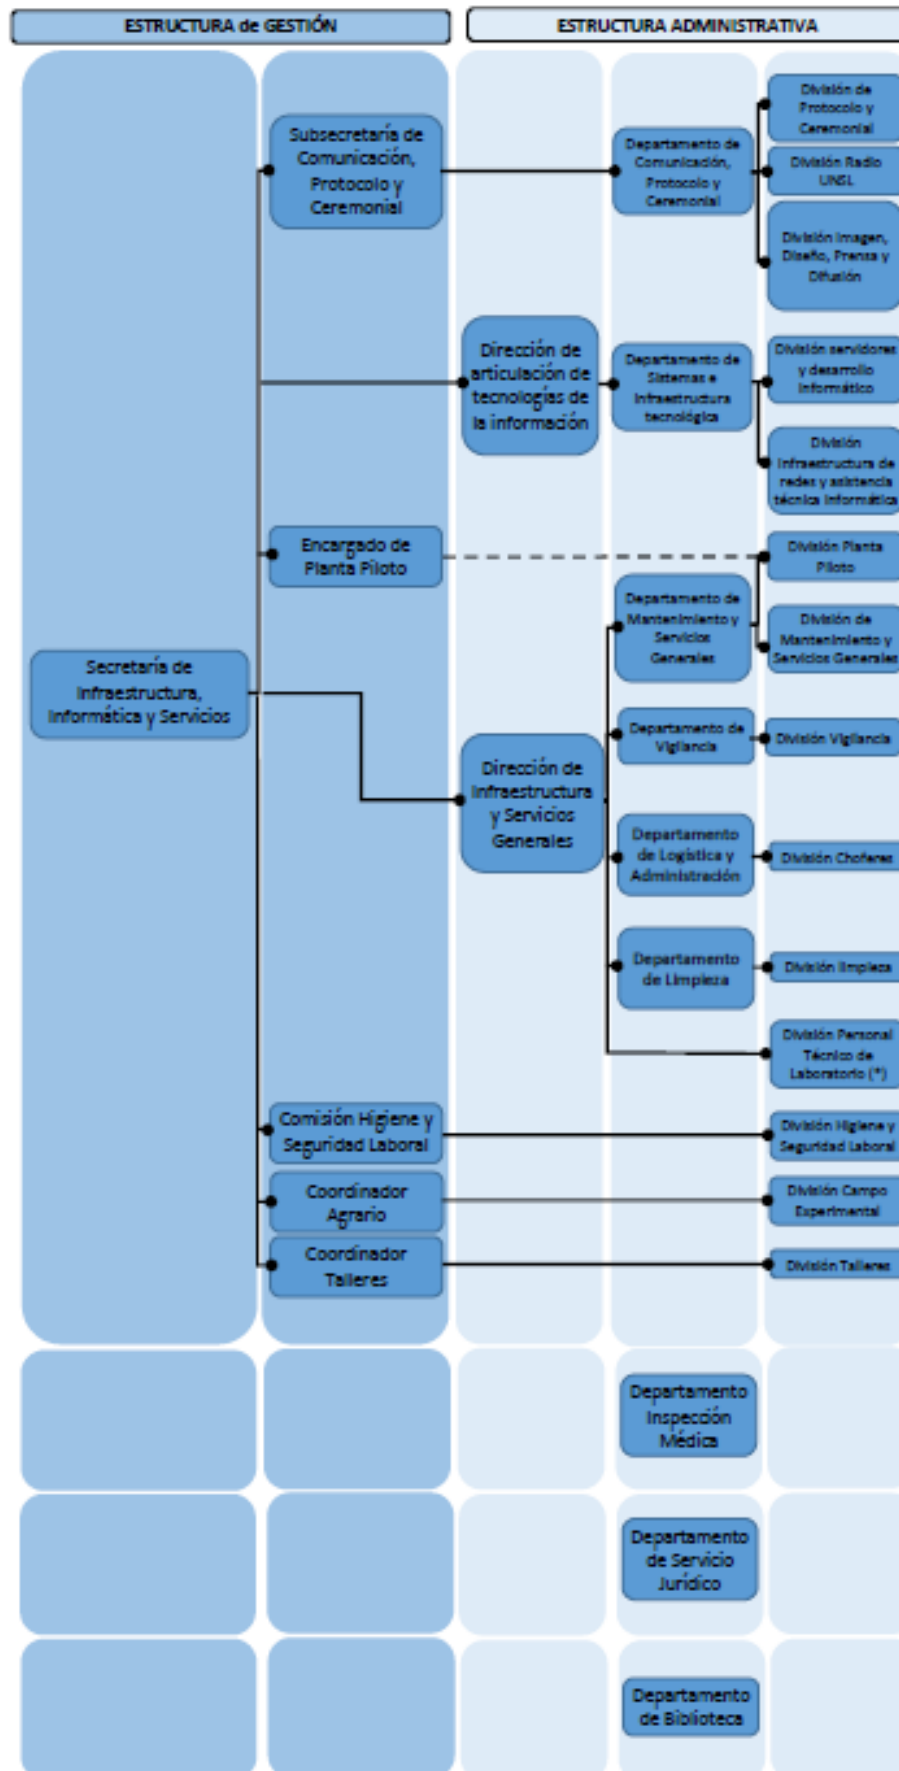 ESTRUCTURA de GESTIÓN
ESTRUCTURA ADMINISTRATIVA
Subsecretaría de
Comunicación,
Protocolo y
Ceremonial
Departamento de
Comunicación,
Protocolo y
Ceremonial
División de
Protocolo y
Ceremonial
División Radio
UNSL
División Imagen,
Diseño, Prensa y
Difusión
Dirección de
articulación de
tecnologías de
la información
Departamento de
Sistemas e
Infraestructura
tecnológica
División servidores
y desarrollo
informático
División
Infraestructura de
redes y asistencia
técnica informática
Encargado de
Planta Piloto
División Planta
Piloto
Departamento de
Mantenimiento y
Servicios
Generales
División de
Mantenimiento y
Servicios Generales
Secretaría de
Infraestructura,
Informática y Servicios
Departamento de
Vigilancia
División Vigilancia
Dirección de
Infraestructura
y Servicios
Generales
Departamento
de Logística y
Administración
División Choferes
Departamento
de Limpieza
División limpieza
División Personal
Técnico de
Laboratorio (*)
Comisión Higiene y
Seguridad Laboral
División Higiene y
Seguridad Laboral
Coordinador
Agrario
División Campo
Experimental
Coordinador
Talleres
División Talleres
Departamento
Inspección
Médica
Departamento
de Servicio
Jurídico
Departamento
de Biblioteca